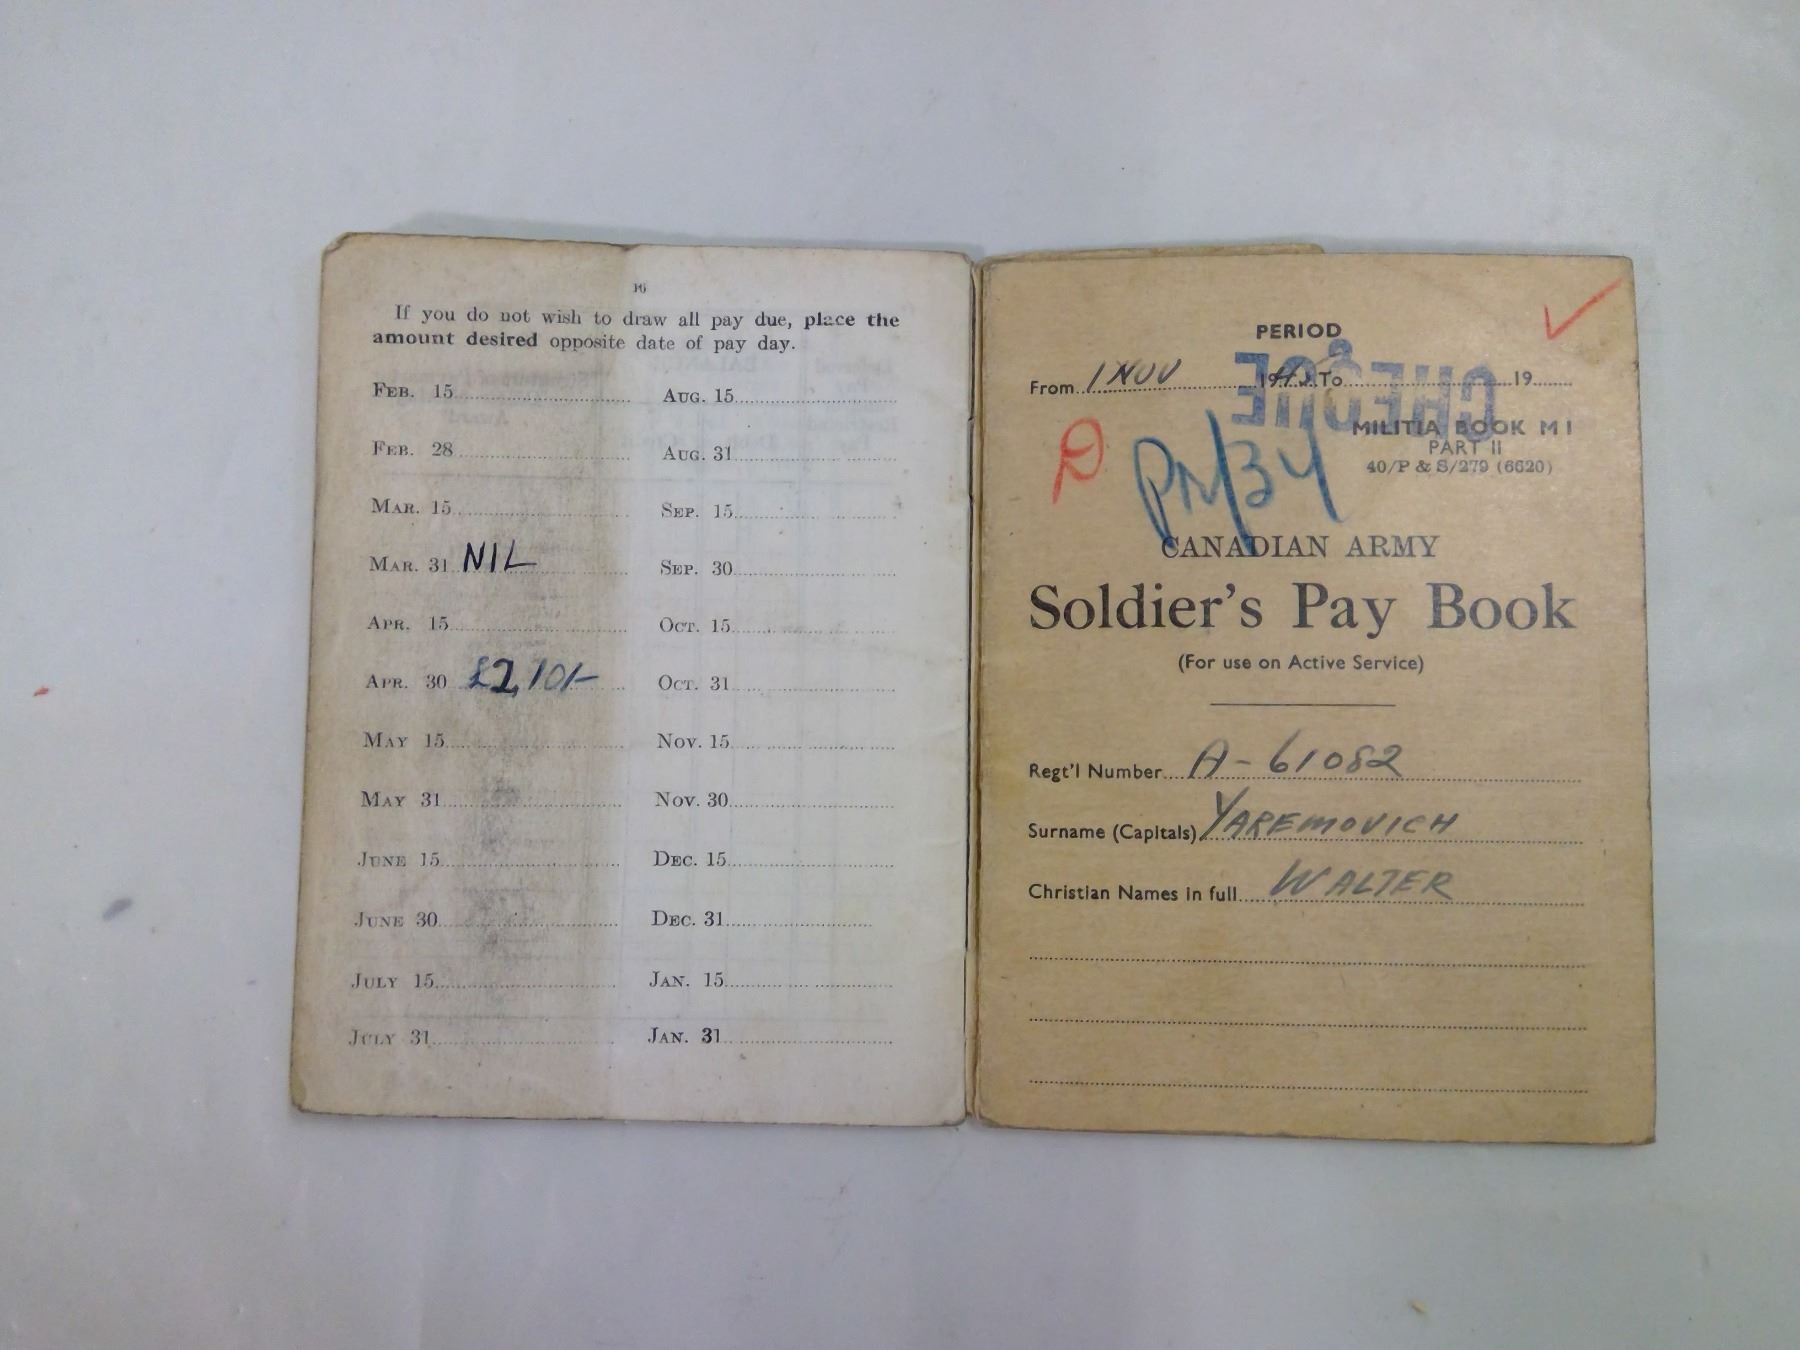 16
If you do not wish to draw all pay due, place the
amount desired opposite date of pay day.
FEB. 15
FEB. 28
MAR. 15
MAR. 31 NIL
APR. 15
APR. 30 £2,10/-
MAY 15
MAY 31
JUNE 15
JUNE 30
JULY 15
JULY 31
AUG. 15
AUG. 31
SEP. 15
SEP. 30
OCT. 15
OCT. 31
NOV. 15
NOV. 30
DEC. 15
DEC. 31
JAN. 15
JAN. 31
PERIOD
From 1 NOV 19 To 19
CHEQUE
MILITIA BOOK M I
PART II
40/P & S/279 (6620)
D
PN/34
CANADIAN ARMY
Soldier's Pay Book
(For use on Active Service)
Regt'l Number A-61082
Surname (Capitals) YAREMOVICH
Christian Names in full WALTER